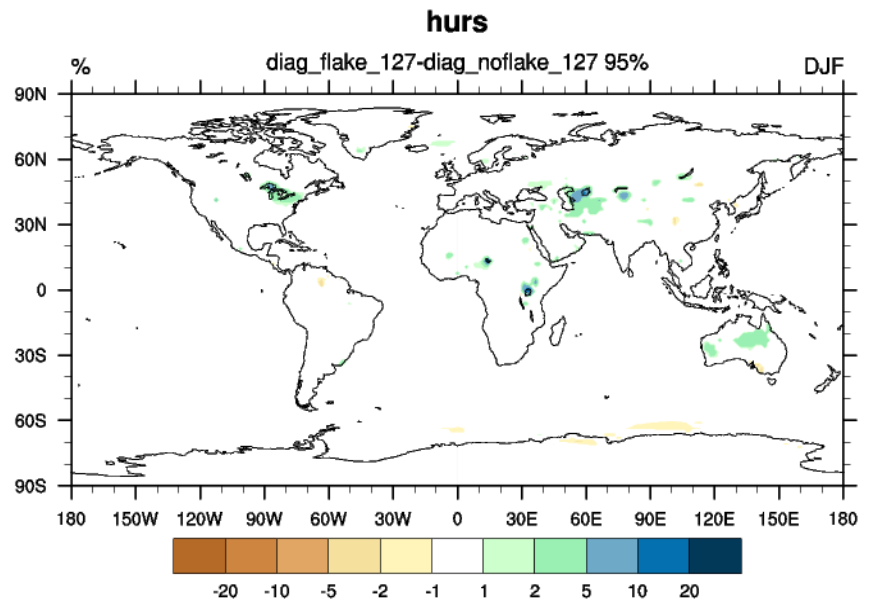 hurs
% diag_flake_127-diag_noflake_127 95% DJF
90N
60N
30N
0
30S
60S
90S
180 150W 120W 90W 60W 30W 0 30E 60E 90E 120E 150E 180
-20 -10 -5 -2 -1 1 2 5 10 20